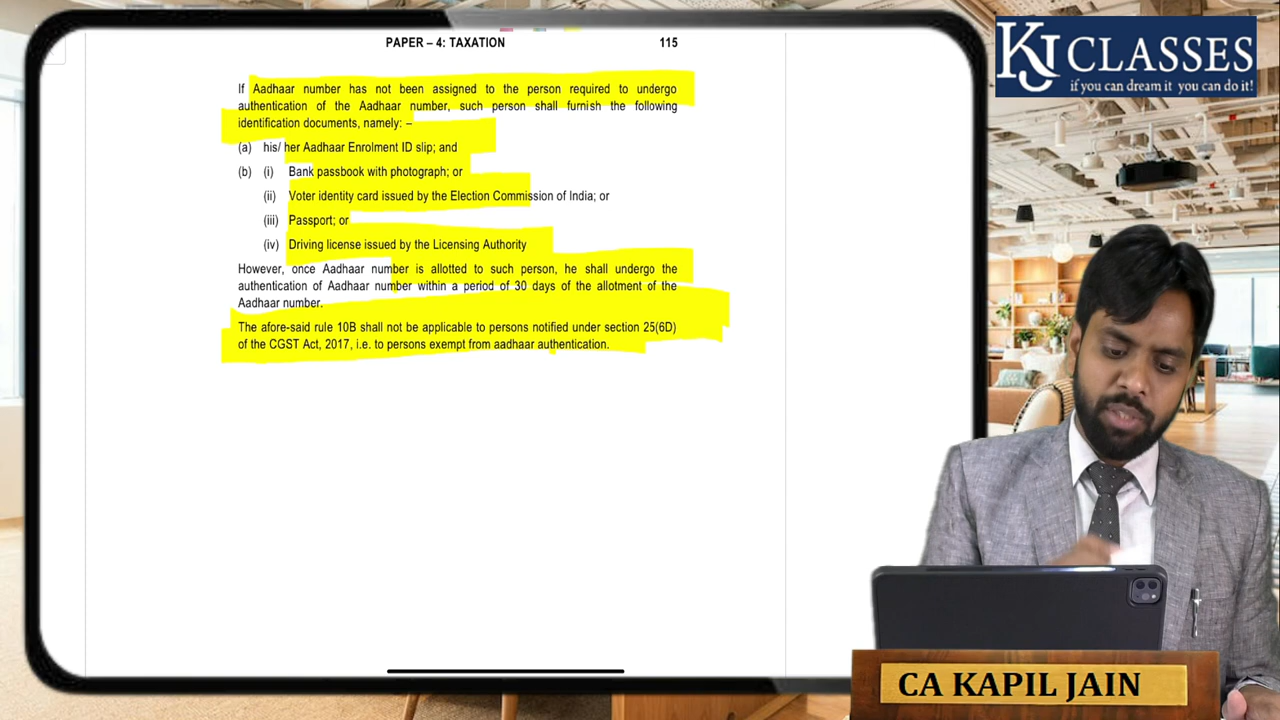 PAPER – 4: TAXATION 115
If Aadhaar number has not been assigned to the person required to undergo
authentication of the Aadhaar number, such person shall furnish the following
identification documents, namely: –
(a) his/ her Aadhaar Enrolment ID slip; and
(b) (i) Bank passbook with photograph; or
(ii) Voter identity card issued by the Election Commission of India; or
(iii) Passport; or
(iv) Driving license issued by the Licensing Authority
However, once Aadhaar number is allotted to such person, he shall undergo the
authentication of Aadhaar number within a period of 30 days of the allotment of the
Aadhaar number.
The afore-said rule 10B shall not be applicable to persons notified under section 25(6D)
of the CGST Act, 2017, i.e. to persons exempt from aadhaar authentication.
KJ CLASSES
if you can dream it you can do it!
CA KAPIL JAIN